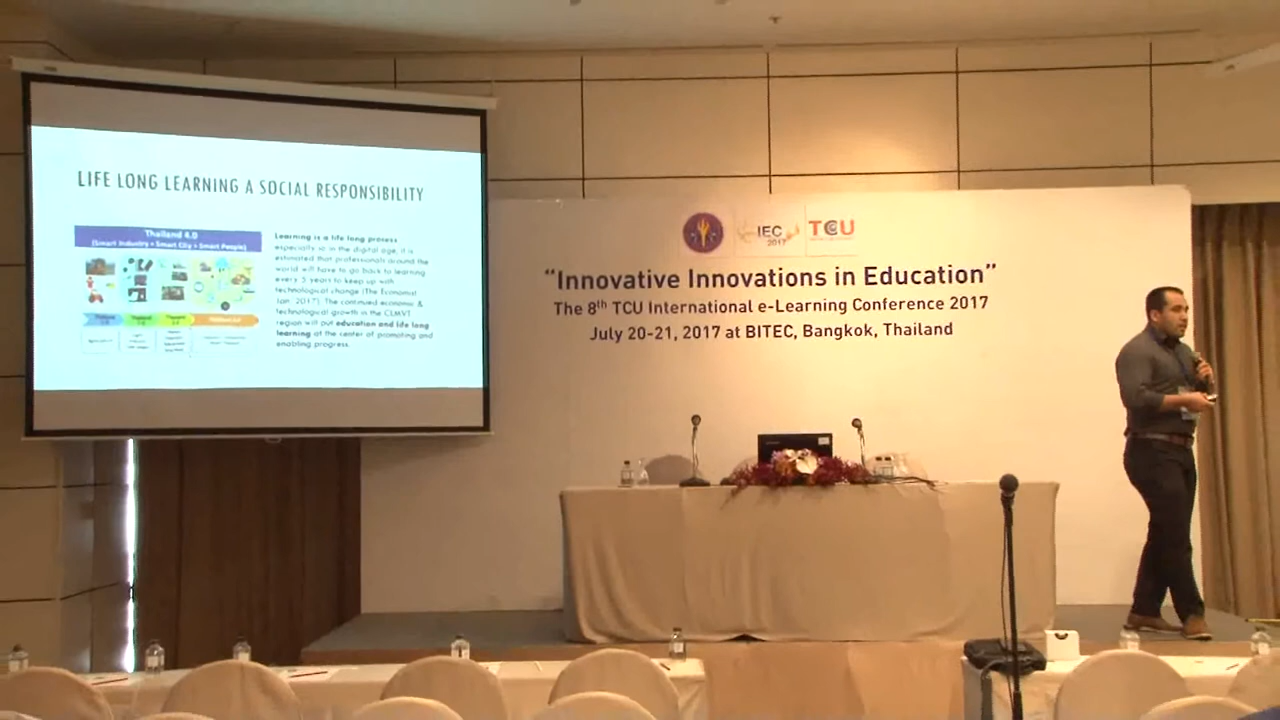 LIFE LONG LEARNING A SOCIAL RESPONSIBILITY
Thailand 4.0
(Smart Industry • Smart City • Smart People)
Learning is a life long process
especially so in the digital age, it is
estimated that professionals around the
world will have to go back to learning
every 5 years to keep up with
technological change (The Economist
Jan. 2017). The continued economic &
technological growth in the CLMVT
region will put education and life long
learning at the center of promoting and
enabling progress.
IEC
2017
TCU
“Innovative Innovations in Education”
The 8th TCU International e-Learning Conference 2017
July 20-21, 2017 at BITEC, Bangkok, Thailand